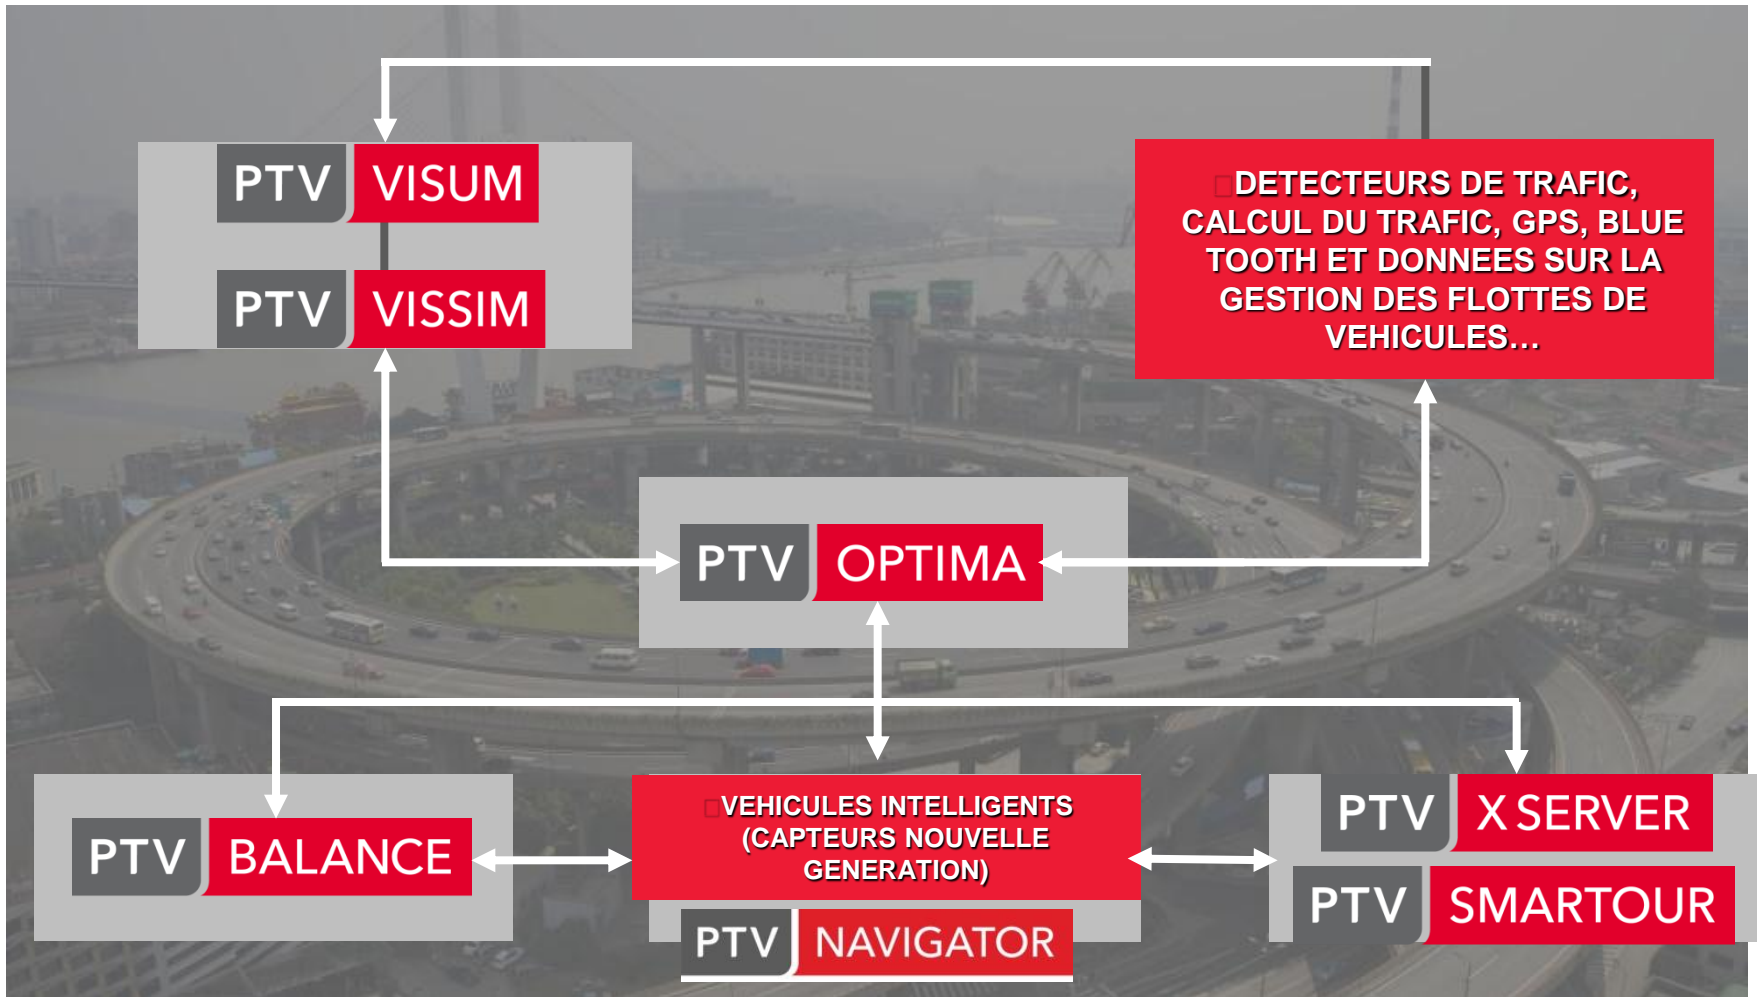 PTV VISUM
PTV VISSIM
DETECTEURS DE TRAFIC,
CALCUL DU TRAFIC, GPS, BLUE
TOOTH ET DONNEES SUR LA
GESTION DES FLOTTES DE
VEHICULES…
PTV OPTIMA
PTV BALANCE
VEHICULES INTELLIGENTS
(CAPTEURS NOUVELLE
GENERATION)
PTV NAVIGATOR
PTV X SERVER
PTV SMARTOUR